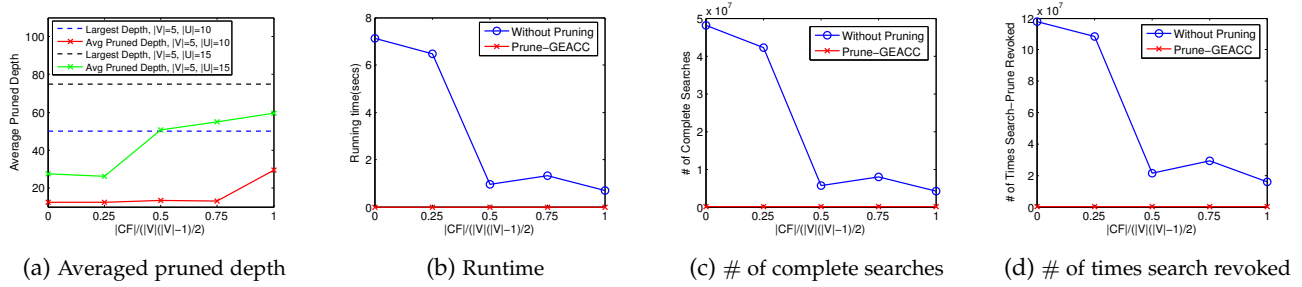 Largest Depth, |V|=5, |U|=10
Avg Pruned Depth, |V|=5, |U|=10
Largest Depth, |V|=5, |U|=15
Avg Pruned Depth, |V|=5, |U|=15
Average Pruned Depth
100
80
60
40
20
0
0.25
0.5
0.75
1
|CF|/(|V|(|V|−1)/2)
(a) Averaged pruned depth
Without Pruning
Prune−GEACC
Running time(secs)
8
6
4
2
0
0
0.25
0.5
0.75
1
|CF|/(|V|(|V|−1)/2)
(b) Runtime
x 10^7
Without Pruning
Prune−GEACC
# of Complete Searches
5
4
3
2
1
0
0
0.25
0.5
0.75
1
|CF|/(|V|(|V|−1)/2)
(c) # of complete searches
x 10^7
Without Pruning
Prune−GEACC
# of Times Search−Prune Revoked
12
10
8
6
4
2
0
0
0.25
0.5
0.75
1
|CF|/(|V|(|V|−1)/2)
(d) # of times search revoked